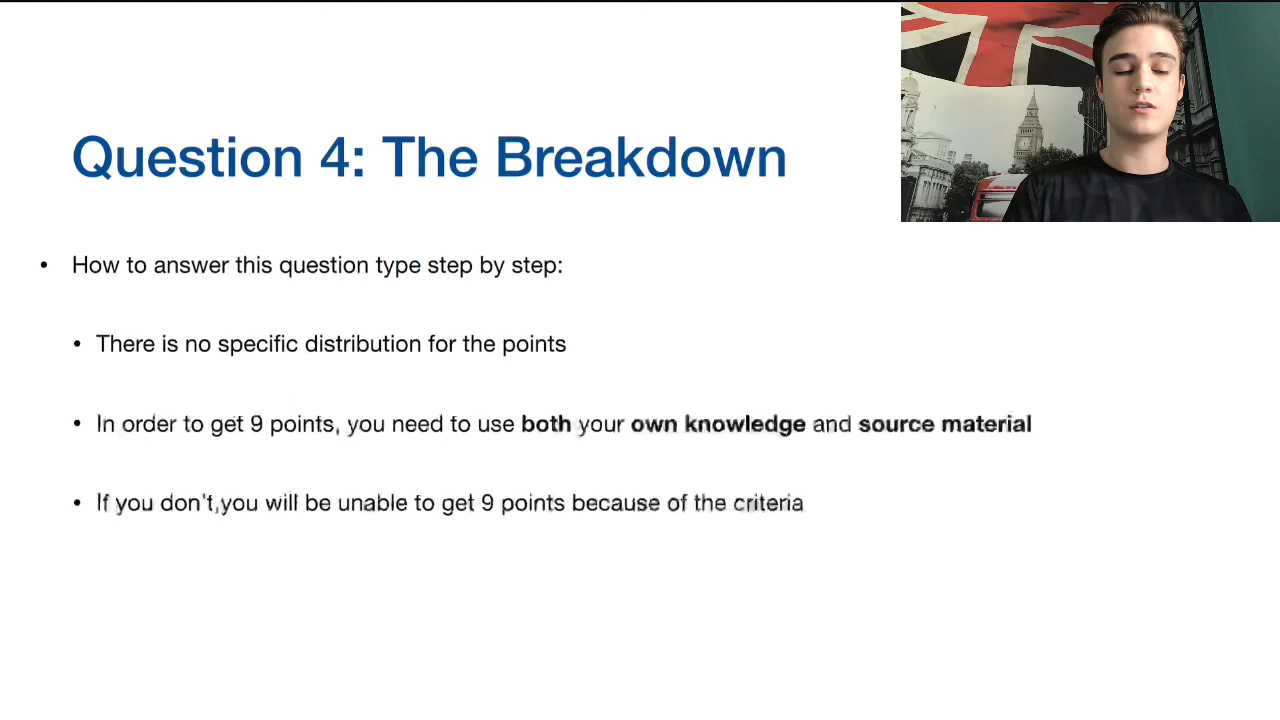 Question 4: The Breakdown
• How to answer this question type step by step:
• There is no specific distribution for the points
• In order to get 9 points, you need to use both your own knowledge and source material
• If you don't,you will be unable to get 9 points because of the criteria